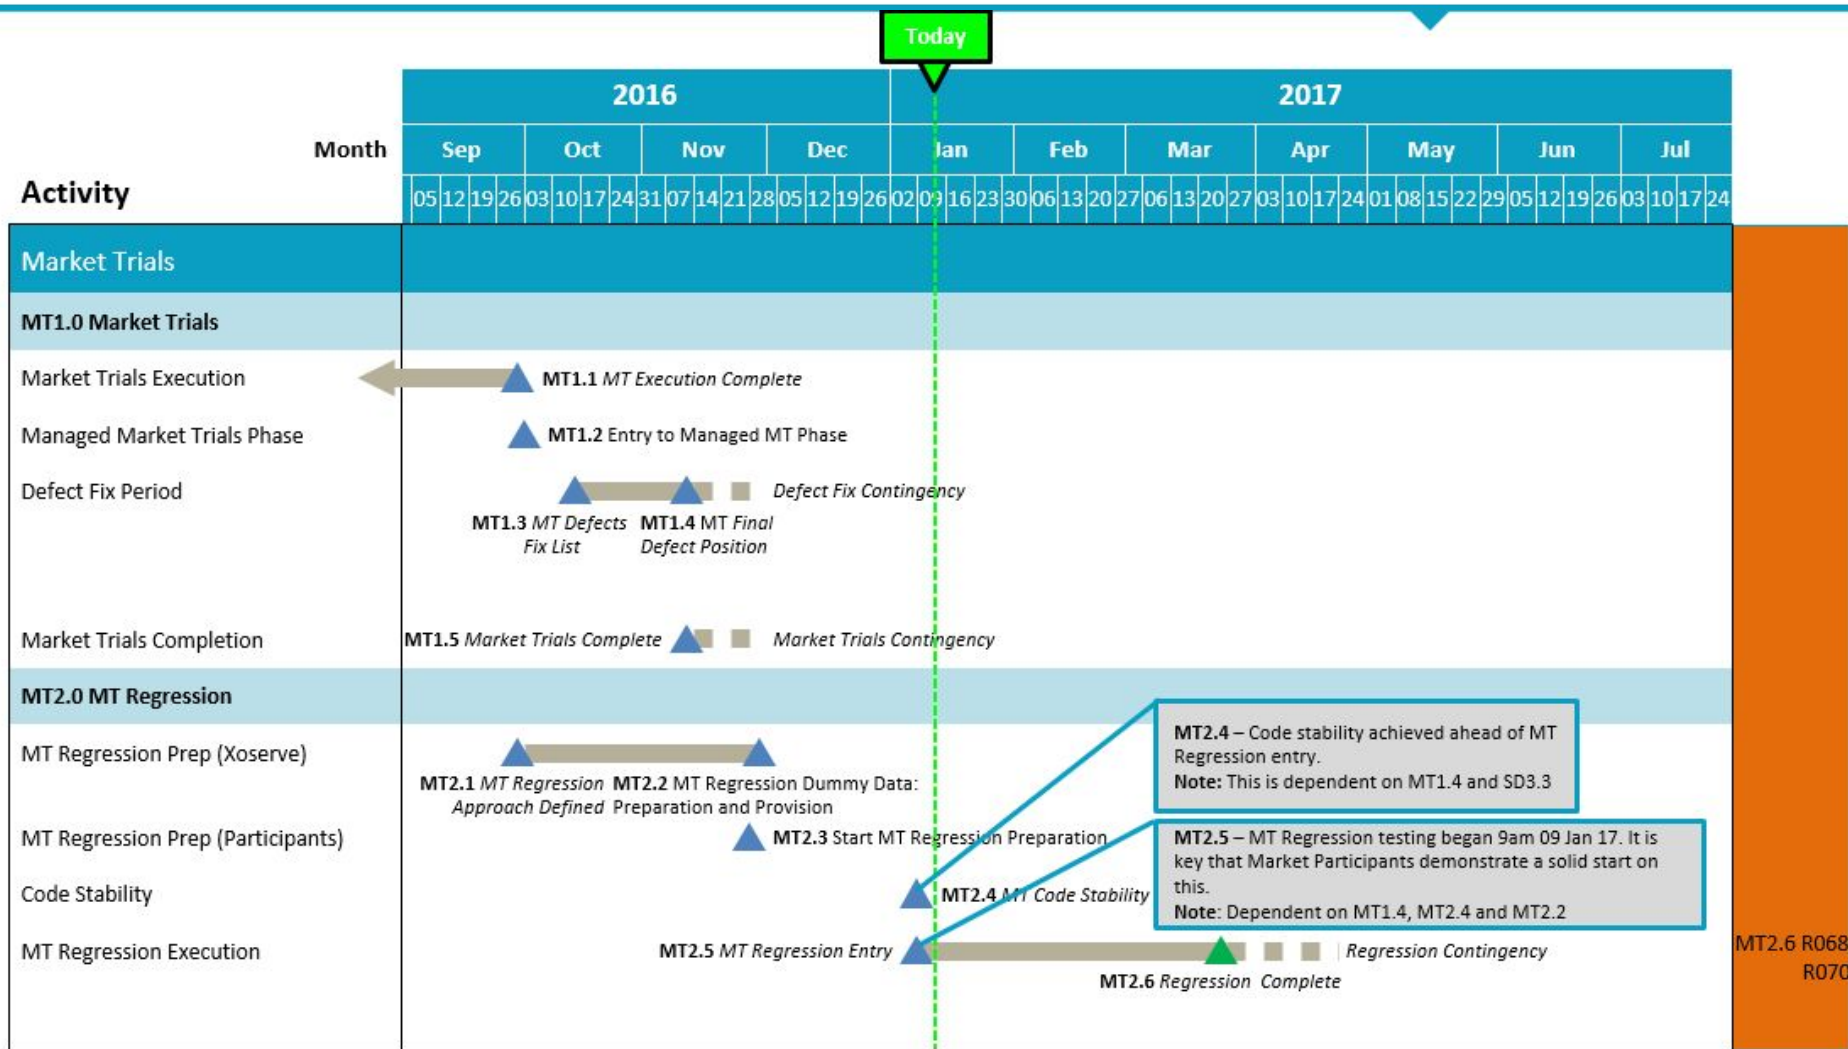 Today
2016 2017
Month Sep Oct Nov Dec Jan Feb Mar Apr May Jun Jul
Activity 05 12 19 26 03 10 17 24 31 07 14 21 28 05 12 19 26 02 09 16 23 30 06 13 20 27 06 13 20 27 03 10 17 24 01 08 15 22 29 05 12 19 26 03 10 17 24
Market Trials
MT1.0 Market Trials
Market Trials Execution MT1.1 MT Execution Complete
Managed Market Trials Phase MT1.2 Entry to Managed MT Phase
Defect Fix Period Defect Fix Contingency
MT1.3 MT Defects MT1.4 MT Final
Fix List Defect Position
Market Trials Completion MT1.5 Market Trials Complete Market Trials Contingency
MT2.0 MT Regression
MT2.4 – Code stability achieved ahead of MT
Regression entry.
Note: This is dependent on MT1.4 and SD3.3
MT Regression Prep (Xoserve)
MT2.1 MT Regression MT2.2 MT Regression Dummy Data:
Approach Defined Preparation and Provision
MT Regression Prep (Participants) MT2.3 Start MT Regression Preparation
MT2.5 – MT Regression testing began 9am 09 Jan 17. It is
key that Market Participants demonstrate a solid start on
this.
Note: Dependent on MT1.4, MT2.4 and MT2.2
Code Stability MT2.4 MT Code Stability
MT Regression Execution MT2.5 MT Regression Entry Regression Contingency
MT2.6 Regression Complete
MT2.6 R068
R070